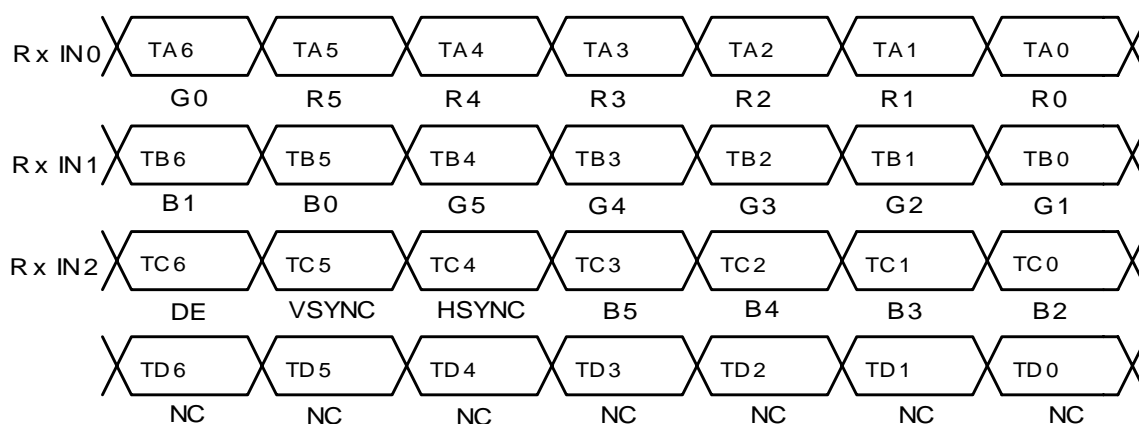 Rx IN0 TA6 TA5 TA4 TA3 TA2 TA1 TA0
G0 R5 R4 R3 R2 R1 R0
Rx IN1 TB6 TB5 TB4 TB3 TB2 TB1 TB0
B1 B0 G5 G4 G3 G2 G1
Rx IN2 TC6 TC5 TC4 TC3 TC2 TC1 TC0
DE VSYNC HSYNC B5 B4 B3 B2
TD6 TD5 TD4 TD3 TD2 TD1 TD0
NC NC NC NC NC NC NC